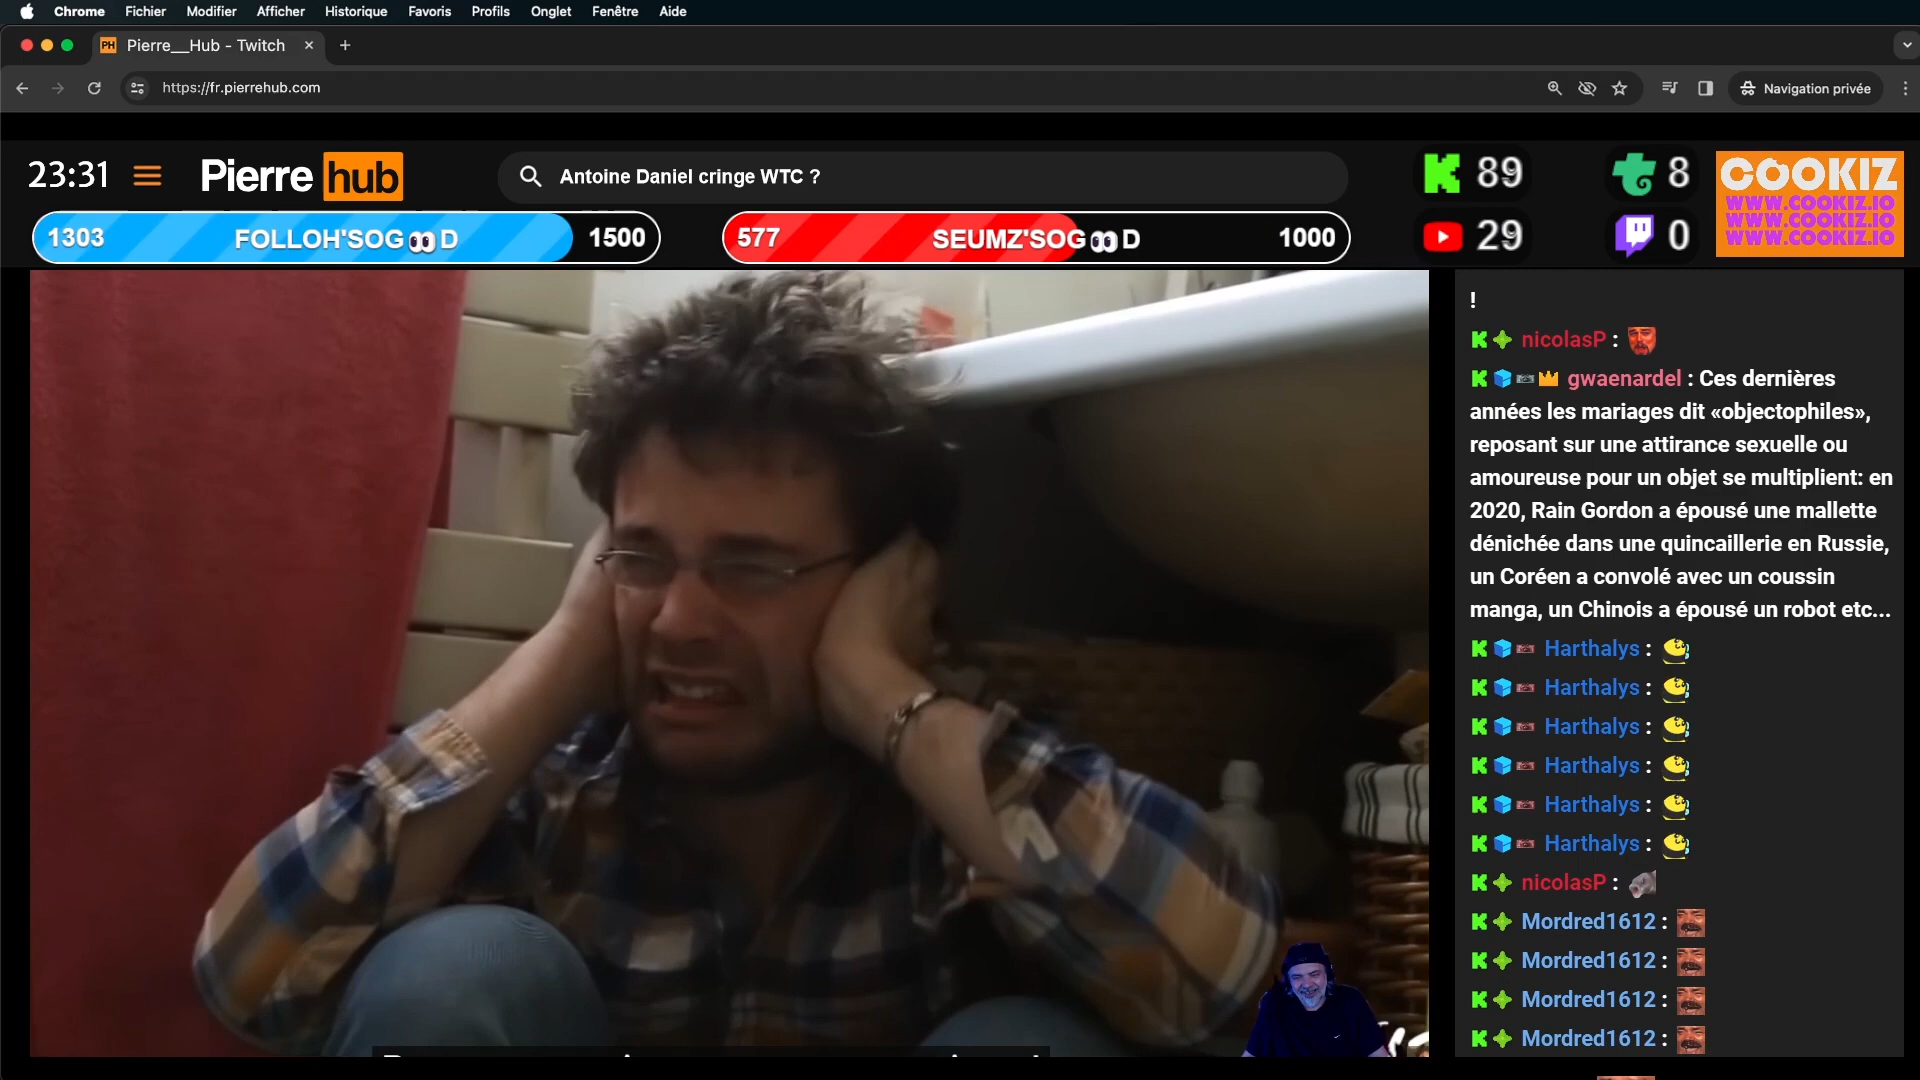 Chrome Fichier Modifier Afficher Historique Favoris Profils Onglet Fenêtre Aide
PH Pierre__Hub - Twitch
https://fr.pierrehub.com
Navigation privée
23:31 Pierre hub
Antoine Daniel cringe WTC ?
89 8
COOKIZ
WWW.COOKIZ.IO
WWW.COOKIZ.IO
WWW.COOKIZ.IO
1303 FOLLOH'SOG D 1500
577 SEUMZ'SOG D 1000
29 0
!
nicolasP :
gwaenardel : Ces dernières
années les mariages dit «objectophiles»,
reposant sur une attirance sexuelle ou
amoureuse pour un objet se multiplient: en
2020, Rain Gordon a épousé une mallette
dénichée dans une quincaillerie en Russie,
un Coréen a convolé avec un coussin
manga, un Chinois a épousé un robot etc...
Harthalys :
Harthalys :
Harthalys :
Harthalys :
Harthalys :
Harthalys :
nicolasP :
Mordred1612 :
Mordred1612 :
Mordred1612 :
Mordred1612 :